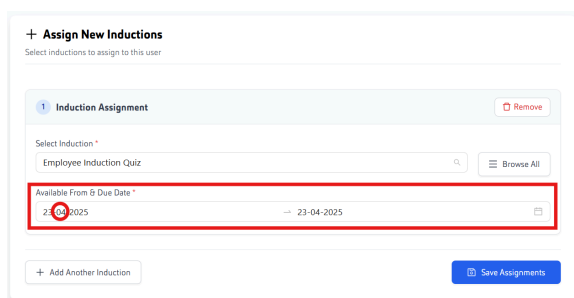 + Assign New Inductions
Select inductions to assign to this user
1 Induction Assignment
Remove
Select Induction *
Employee Induction Quiz
Browse All
Available From & Due Date *
23-04-2025 → 23-04-2025
+ Add Another Induction
Save Assignments